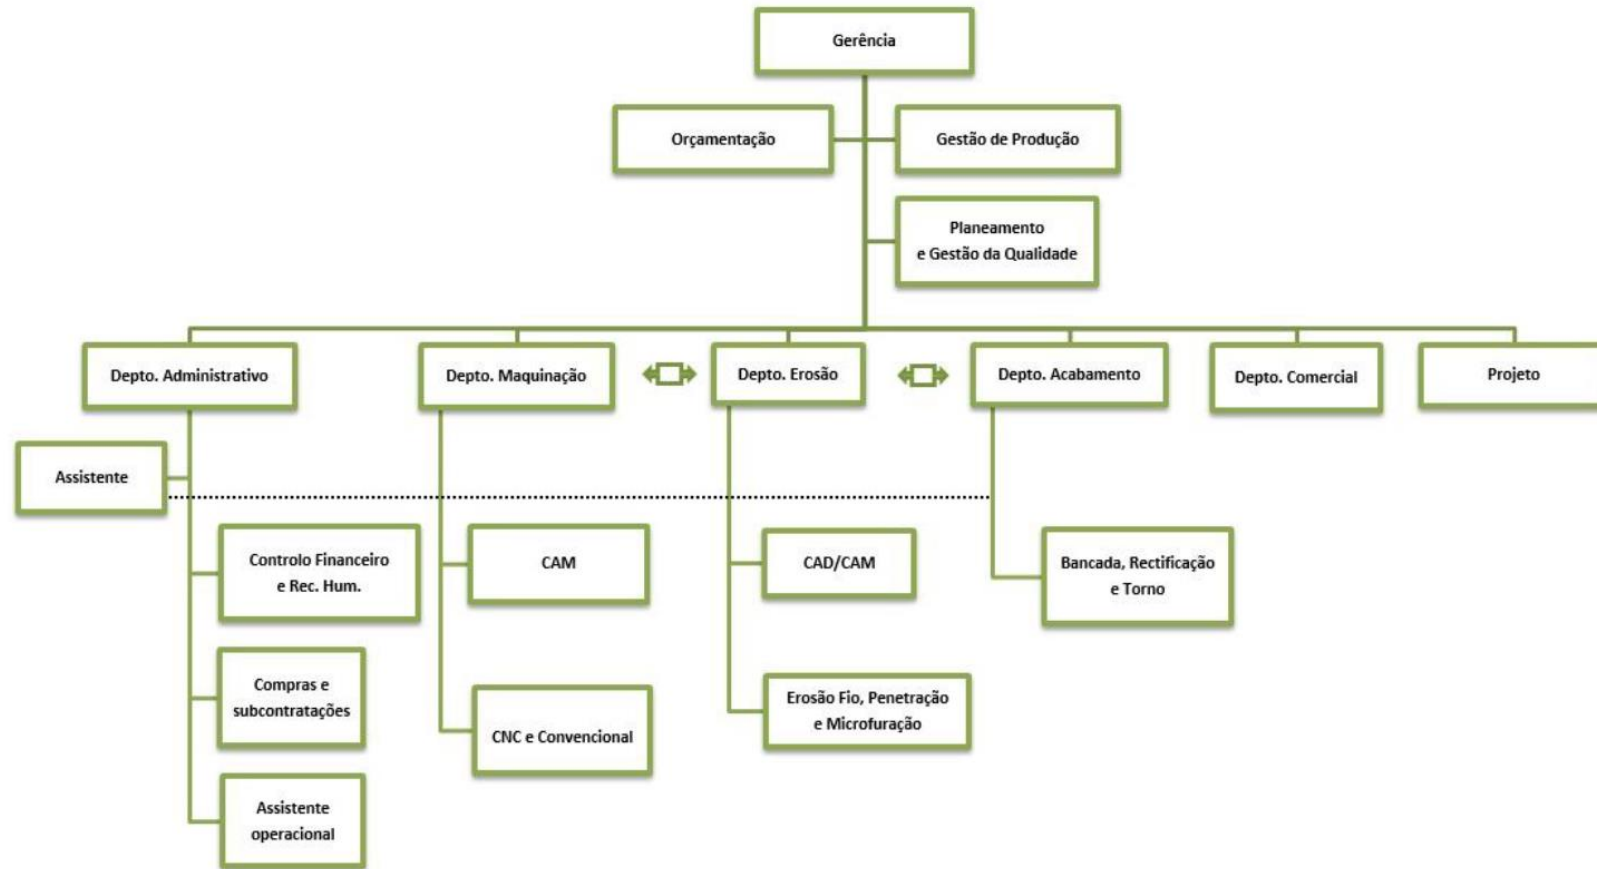 Gerência
Orçamentação
Gestão de Produção
Planeamento
e Gestão da Qualidade
Depto. Administrativo
Depto. Maquinação
Depto. Erosão
Depto. Acabamento
Depto. Comercial
Projeto
Assistente
Controlo Financeiro
e Rec. Hum.
CAM
CAD/CAM
Bancada, Rectificação
e Torno
Compras e
subcontratações
CNC e Convencional
Erosão Fio, Penetração
e Microfuração
Assistente
operacional